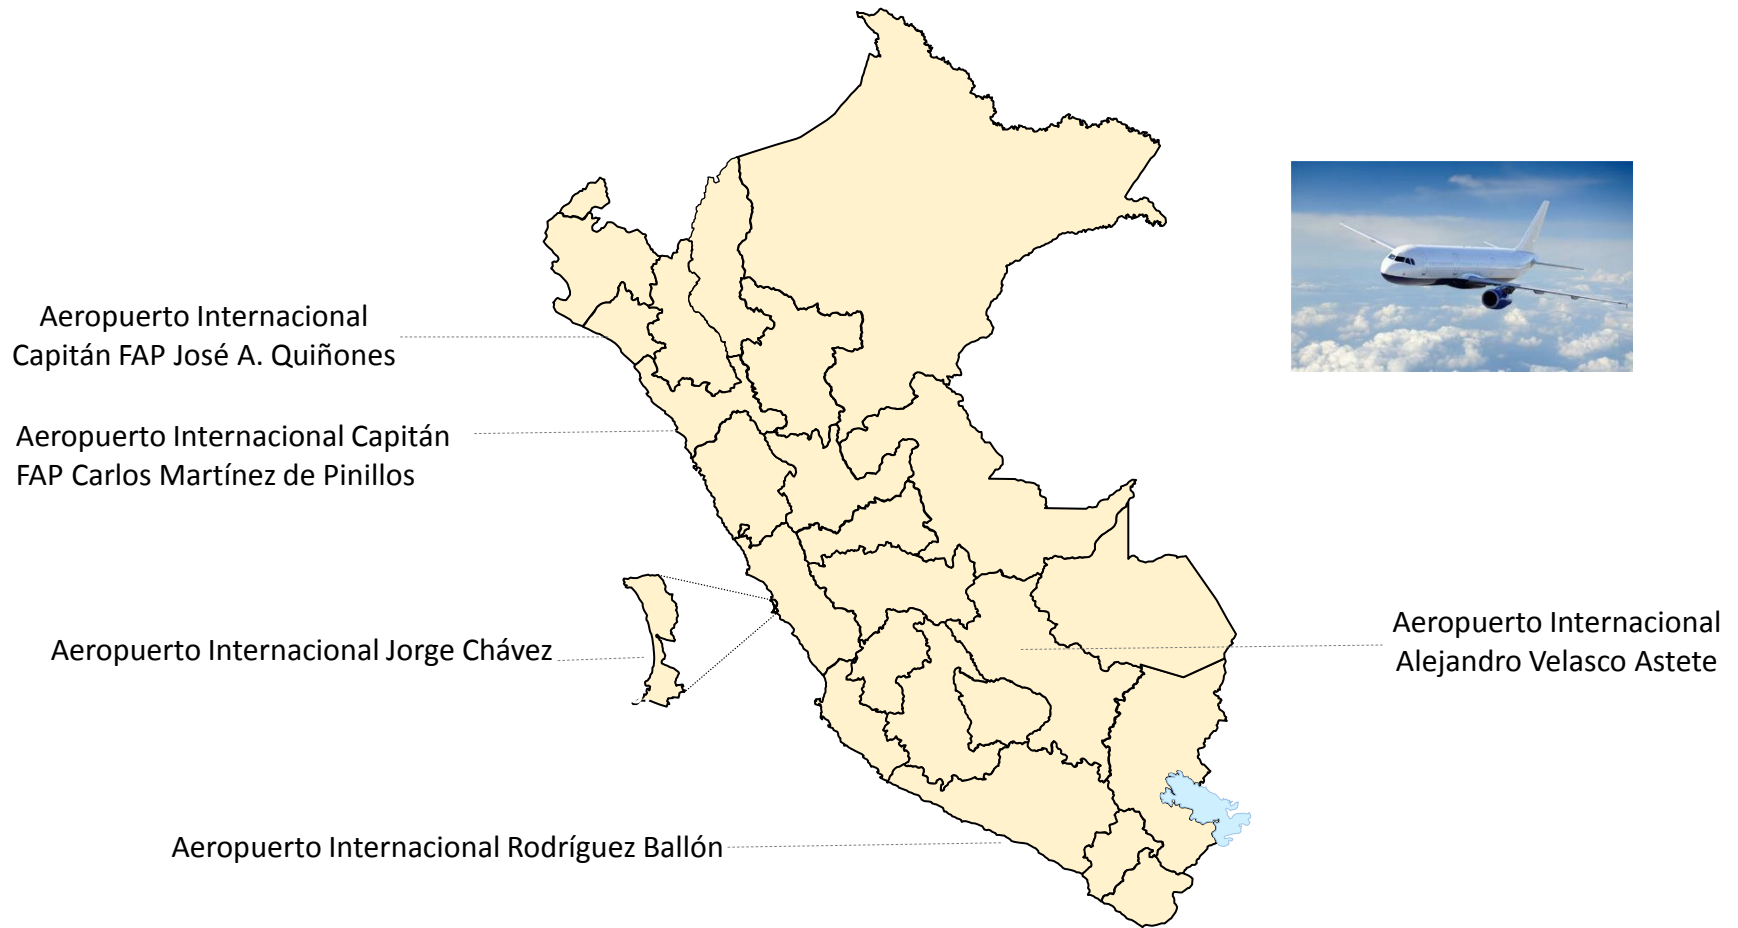 Aeropuerto Internacional
Capitán FAP José A. Quiñones
Aeropuerto Internacional Capitán
FAP Carlos Martínez de Pinillos
Aeropuerto Internacional Jorge Chávez
Aeropuerto Internacional
Alejandro Velasco Astete
Aeropuerto Internacional Rodríguez Ballón